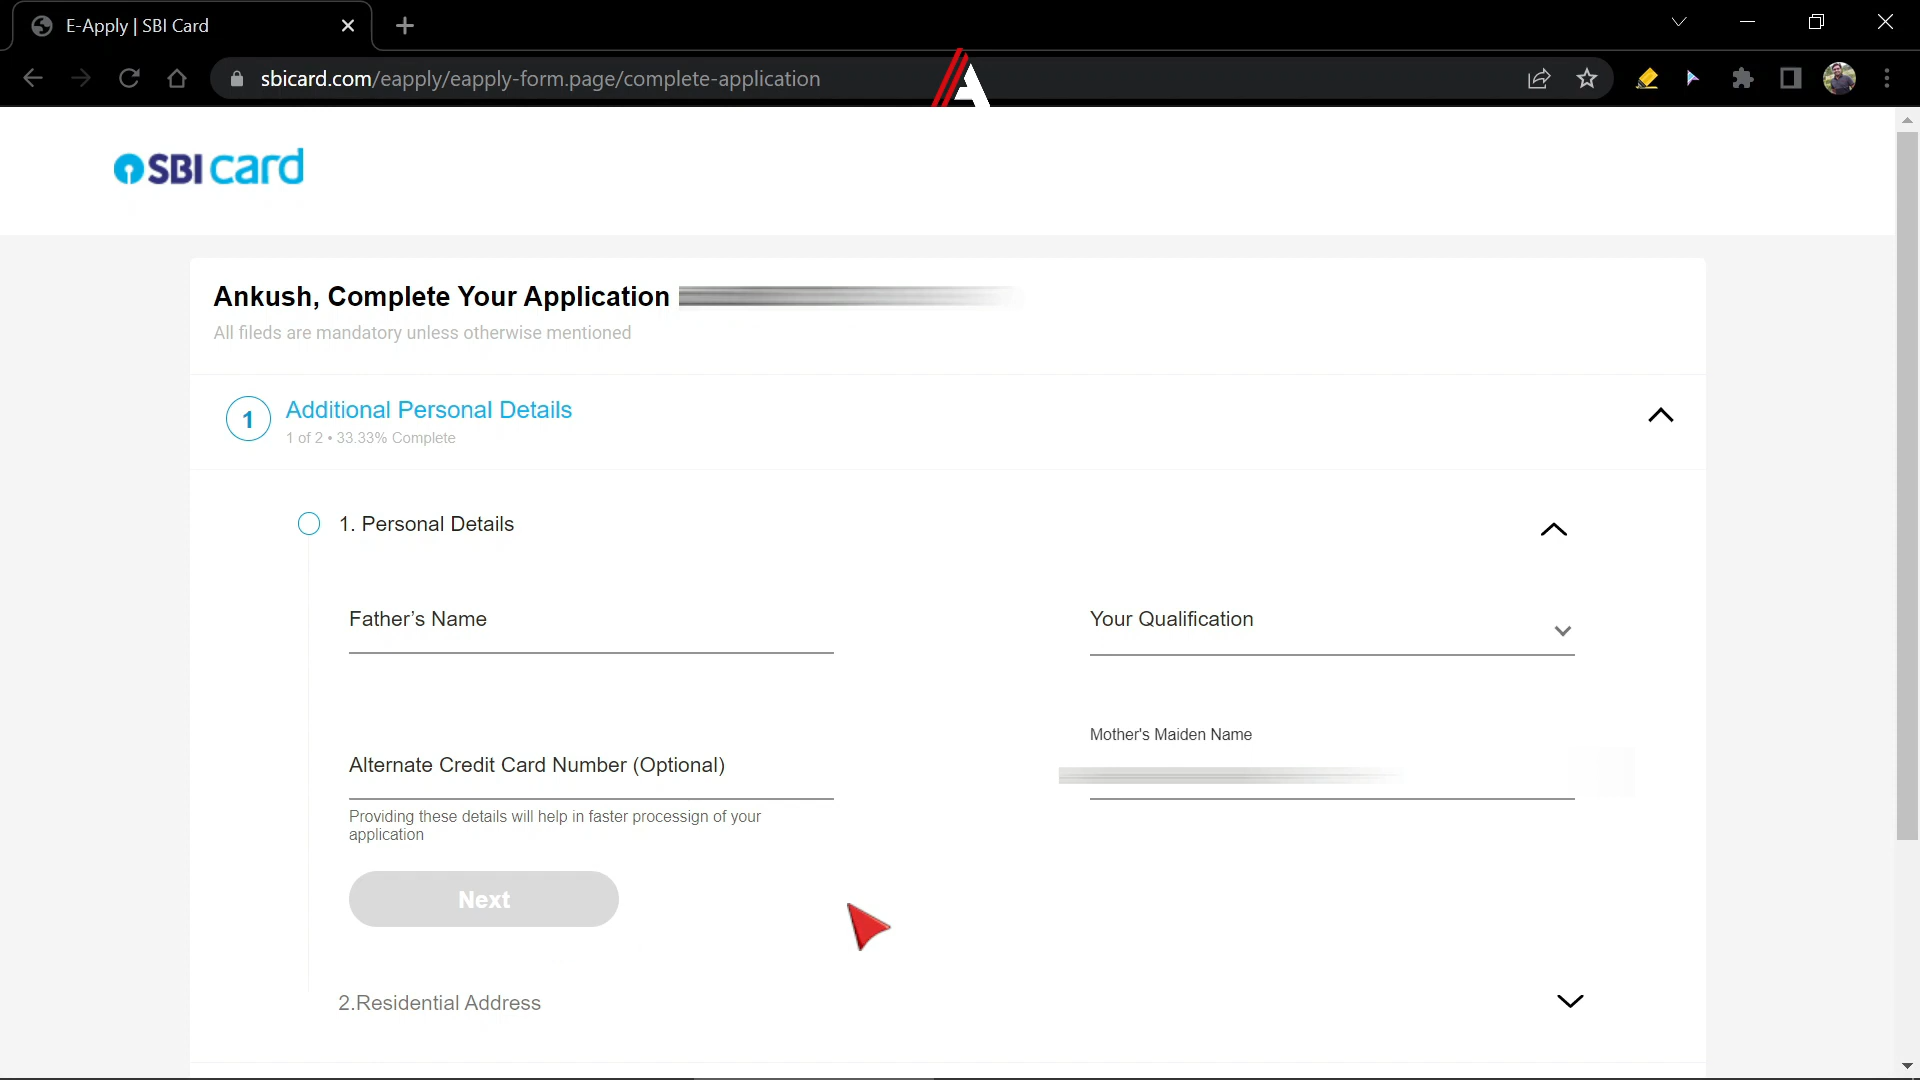 E-Apply | SBI Card
sbicard.com/eapply/eapply-form.page/complete-application
A
SBI card
Ankush, Complete Your Application
All fileds are mandatory unless otherwise mentioned
1
Additional Personal Details
1 of 2 • 33.33% Complete
1. Personal Details
Father’s Name
Your Qualification
Mother's Maiden Name
Alternate Credit Card Number (Optional)
Providing these details will help in faster processign of your
application
Next
2.Residential Address